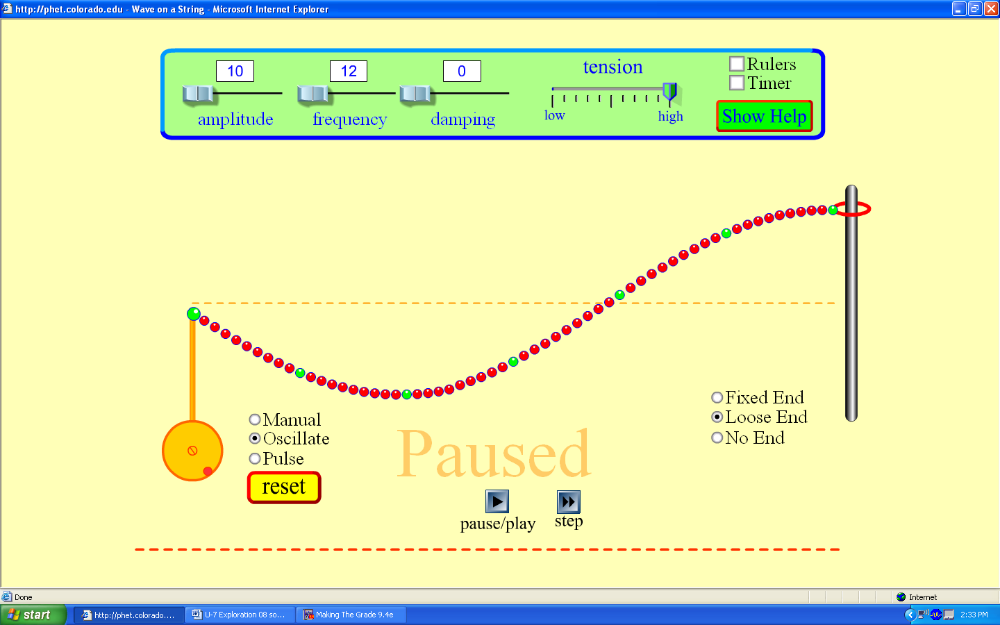 http://phet.colorado.edu - Wave on a String - Microsoft Internet Explorer
10
12
0
tension
Rulers
Timer
amplitude
frequency
damping
low
high
Show Help
Manual
Oscillate
Pulse
reset
Fixed End
Loose End
No End
Paused
pause/play
step
Done
Internet
start
http://phet.colorado....
U-7 Exploration 08 so...
Making The Grade 9.4e
2:33 PM